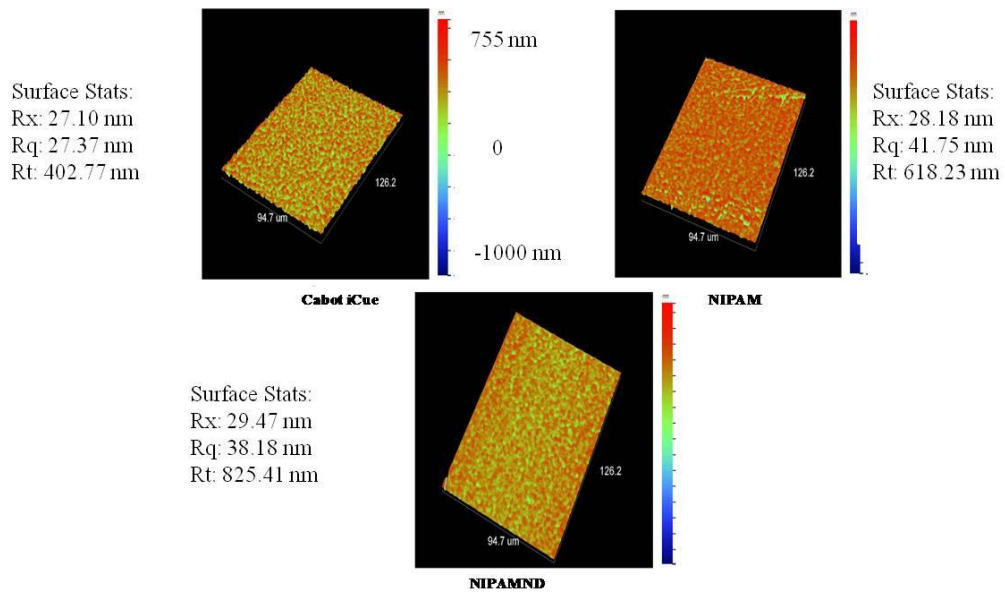 755 nm
0
-1000 nm
Surface Stats:
Rx: 27.10 nm
Rq: 27.37 nm
Rt: 402.77 nm
94.7 um
126.2
Cabot iCue
Surface Stats:
Rx: 28.18 nm
Rq: 41.75 nm
Rt: 618.23 nm
94.7 um
126.2
NIPAM
Surface Stats:
Rx: 29.47 nm
Rq: 38.18 nm
Rt: 825.41 nm
94.7 um
126.2
NIPAMND